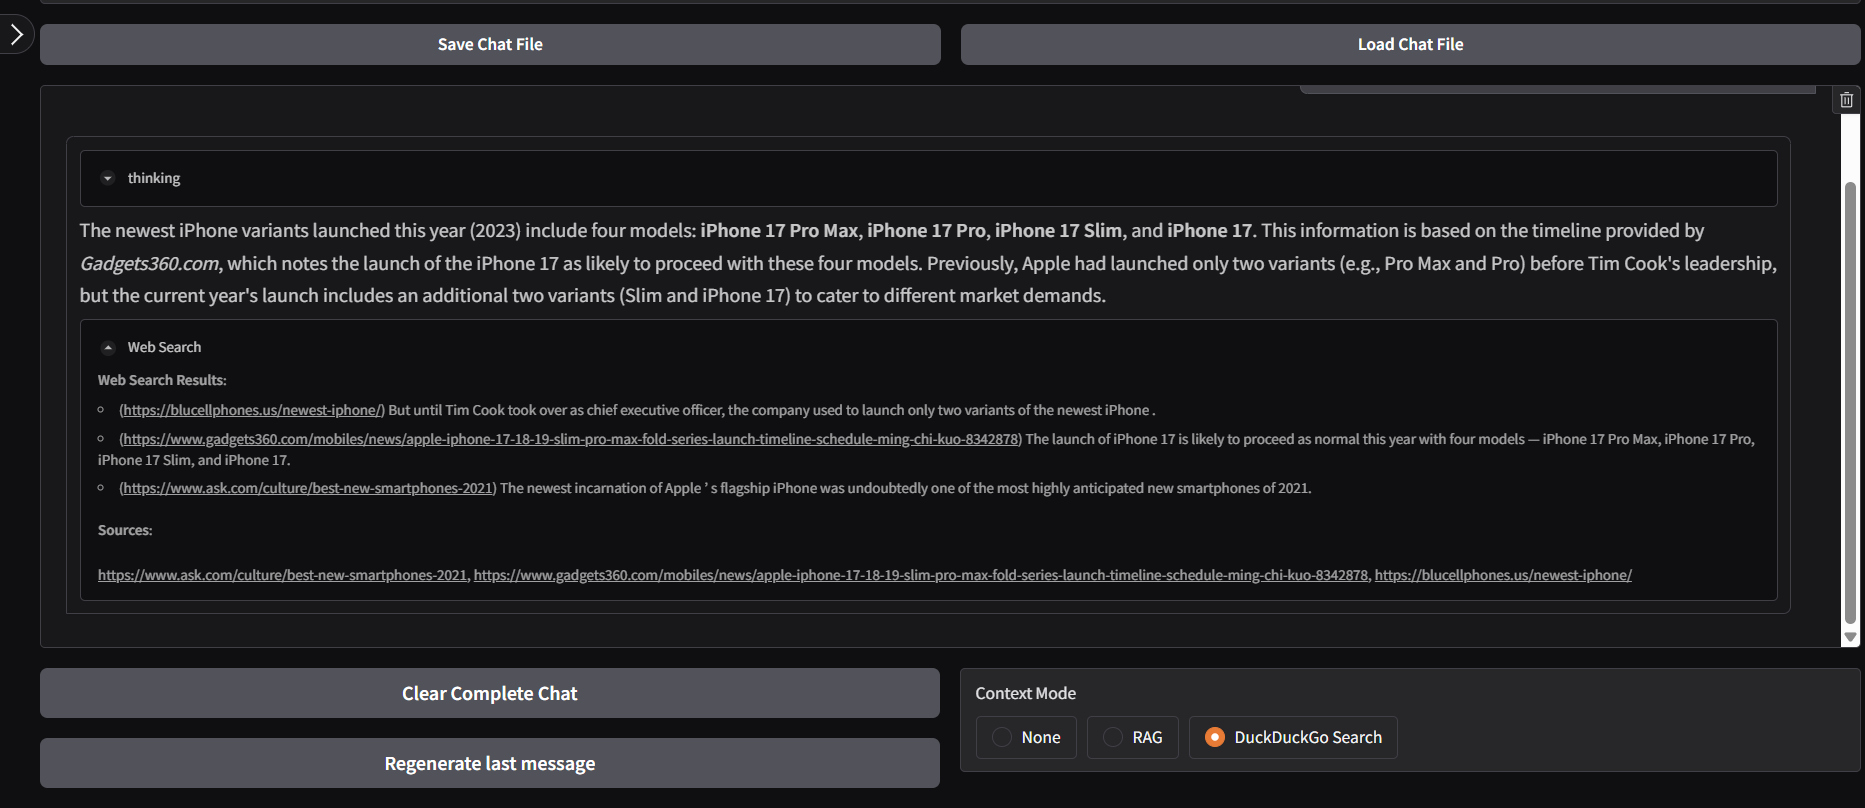 Save Chat File
Load Chat File
thinking
The newest iPhone variants launched this year (2023) include four models: iPhone 17 Pro Max, iPhone 17 Pro, iPhone 17 Slim, and iPhone 17. This information is based on the timeline provided by
Gadgets360.com, which notes the launch of the iPhone 17 as likely to proceed with these four models. Previously, Apple had launched only two variants (e.g., Pro Max and Pro) before Tim Cook's leadership,
but the current year's launch includes an additional two variants (Slim and iPhone 17) to cater to different market demands.
Web Search
Web Search Results:
(https://blucellphones.us/newest-iphone/) But until Tim Cook took over as chief executive officer, the company used to launch only two variants of the newest iPhone .
(https://www.gadgets360.com/mobiles/news/apple-iphone-17-18-19-slim-pro-max-fold-series-launch-timeline-schedule-ming-chi-kuo-8342878) The launch of iPhone 17 is likely to proceed as normal this year with four models — iPhone 17 Pro Max, iPhone 17 Pro,
iPhone 17 Slim, and iPhone 17.
(https://www.ask.com/culture/best-new-smartphones-2021) The newest incarnation of Apple ’ s flagship iPhone was undoubtedly one of the most highly anticipated new smartphones of 2021.
Sources:
https://www.ask.com/culture/best-new-smartphones-2021, https://www.gadgets360.com/mobiles/news/apple-iphone-17-18-19-slim-pro-max-fold-series-launch-timeline-schedule-ming-chi-kuo-8342878, https://blucellphones.us/newest-iphone/
Clear Complete Chat
Regenerate last message
Context Mode
None
RAG
DuckDuckGo Search